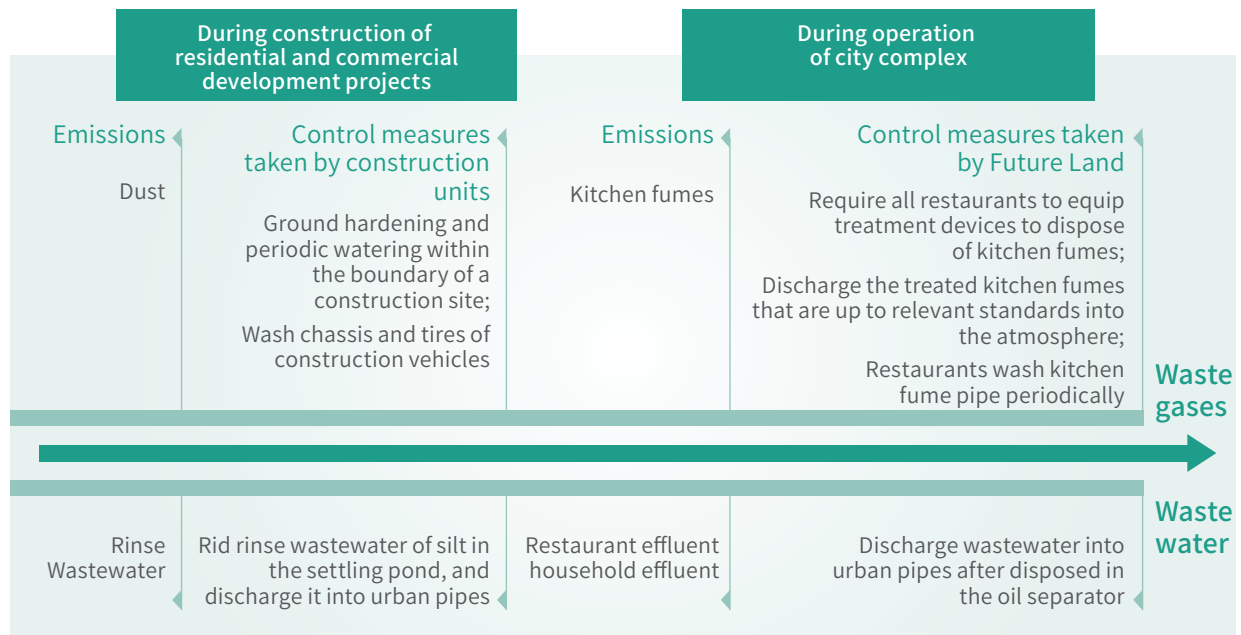 During construction of
residential and commercial
development projects
During operation
of city complex
Emissions
Dust
Control measures
taken by construction
units
Ground hardening and
periodic watering within
the boundary of a
construction site;
Wash chassis and tires of
construction vehicles
Emissions
Kitchen fumes
Control measures taken
by Future Land
Require all restaurants to equip
treatment devices to dispose
of kitchen fumes;
Discharge the treated kitchen fumes
that are up to relevant standards into
the atmosphere;
Restaurants wash kitchen
fume pipe periodically
Waste
gases
Rinse
Wastewater
Rid rinse wastewater of silt in
the settling pond, and
discharge it into urban pipes
Restaurant effluent
household effluent
Discharge wastewater into
urban pipes after disposed in
the oil separator
Waste
water